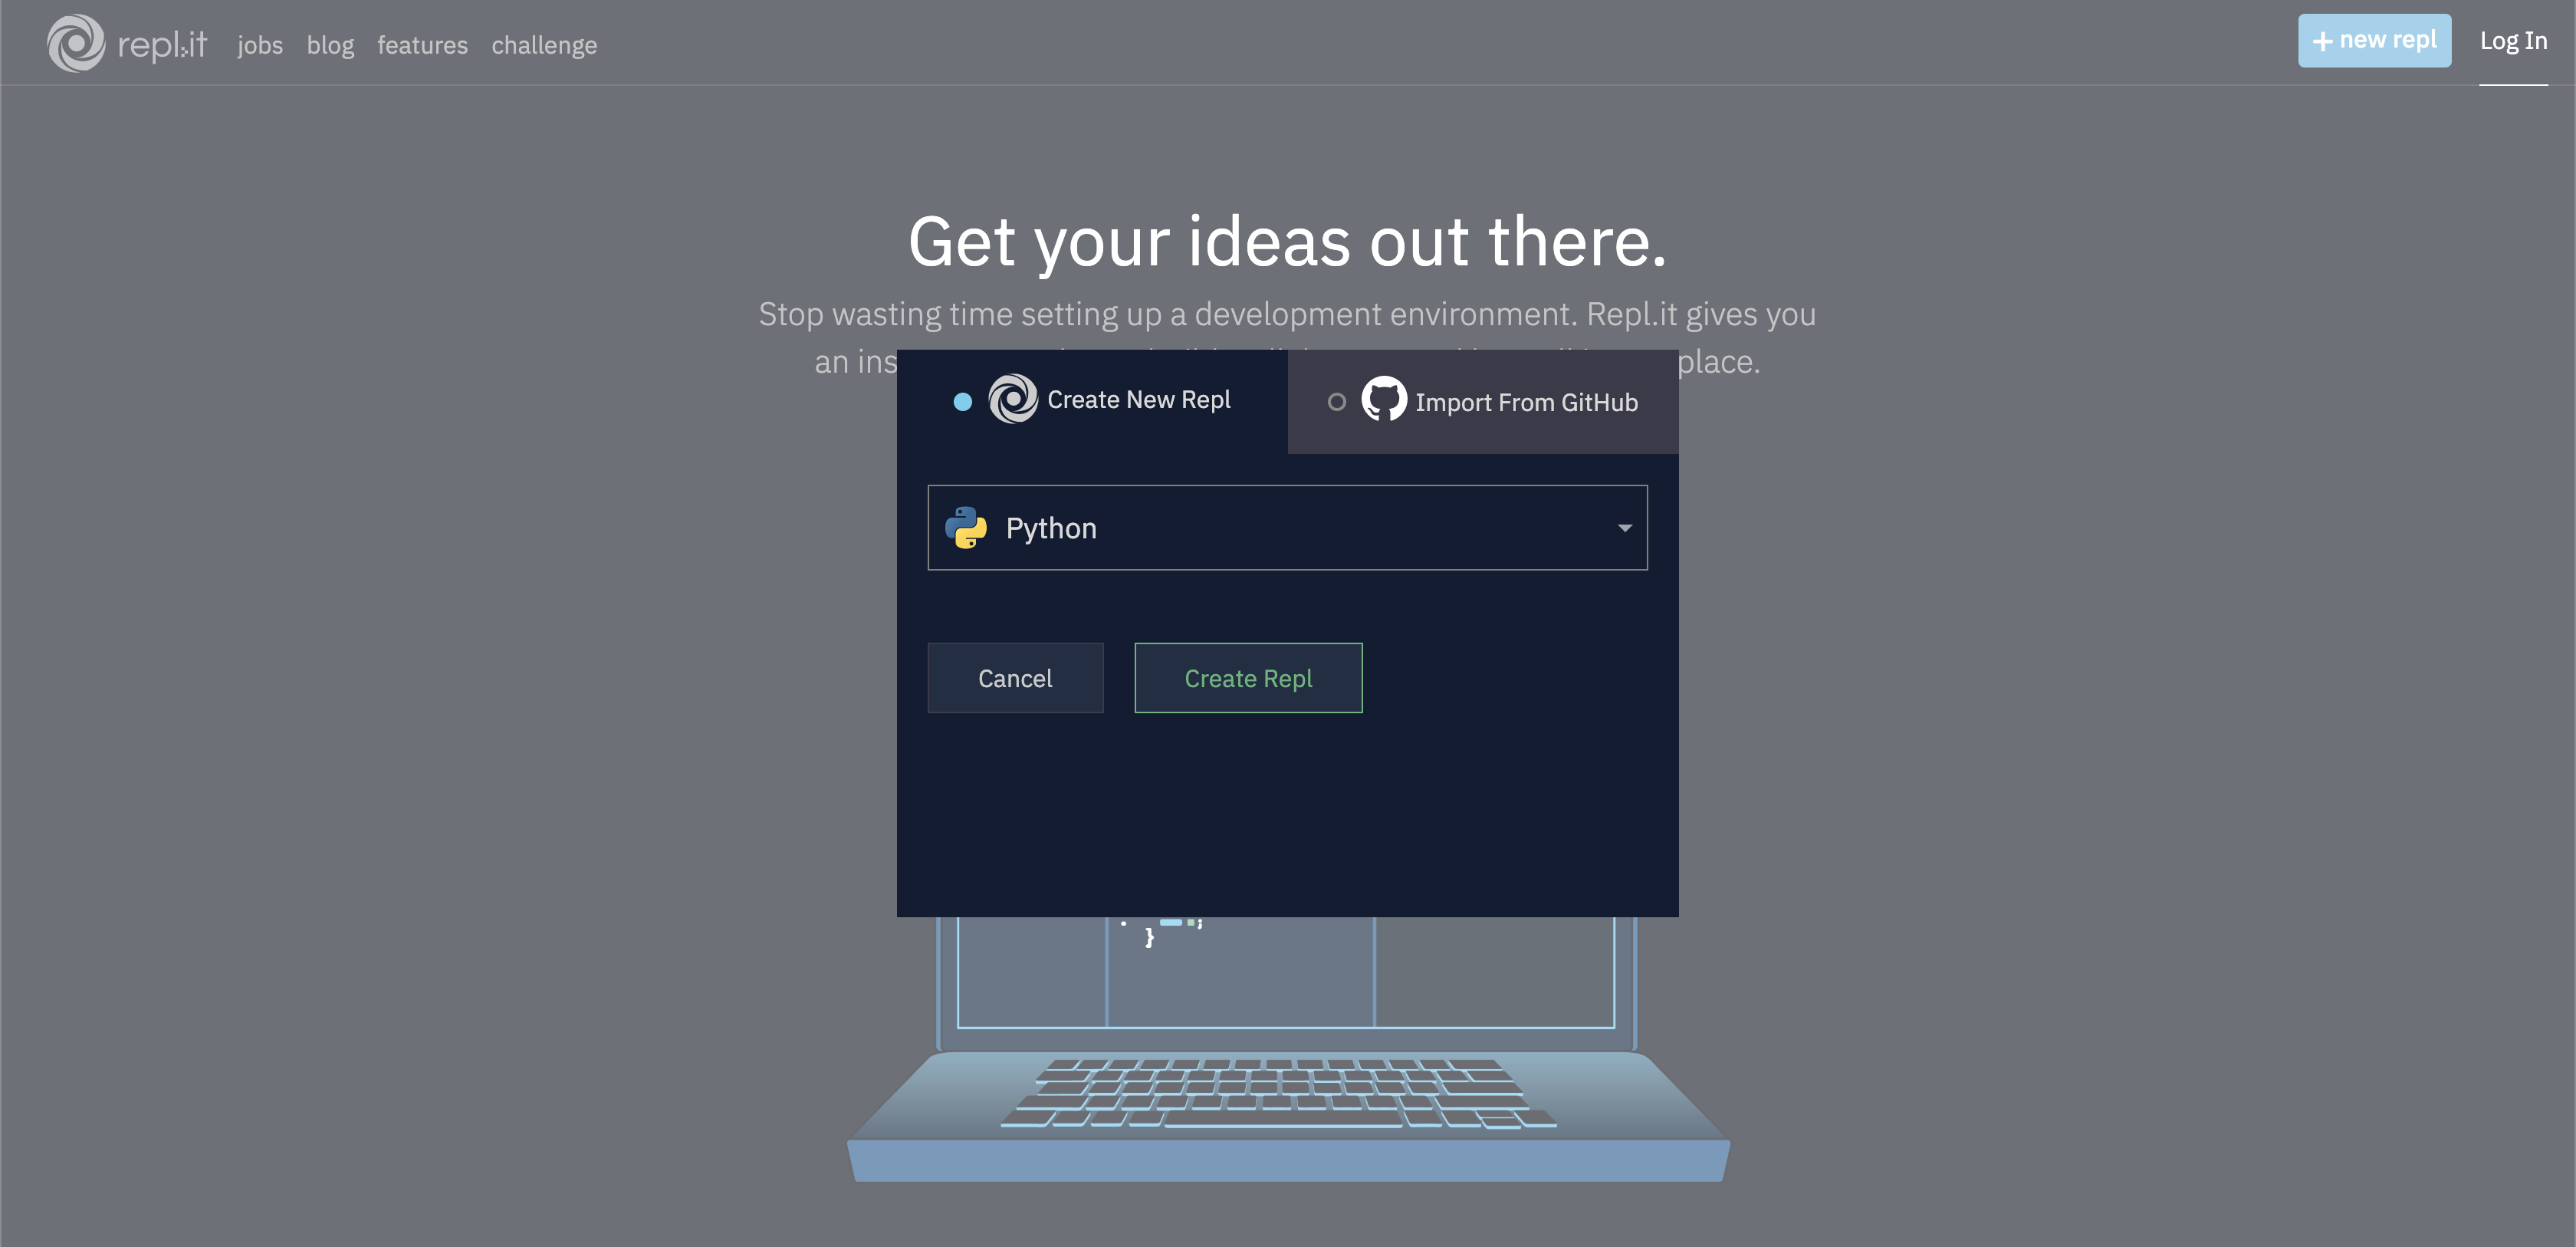 repl.it jobs blog features challenge
+ new repl Log In
Get your ideas out there.
Stop wasting time setting up a development environment. Repl.it gives you
an place.
Create New Repl
Import From GitHub
Python
Cancel
Create Repl
. ;
}